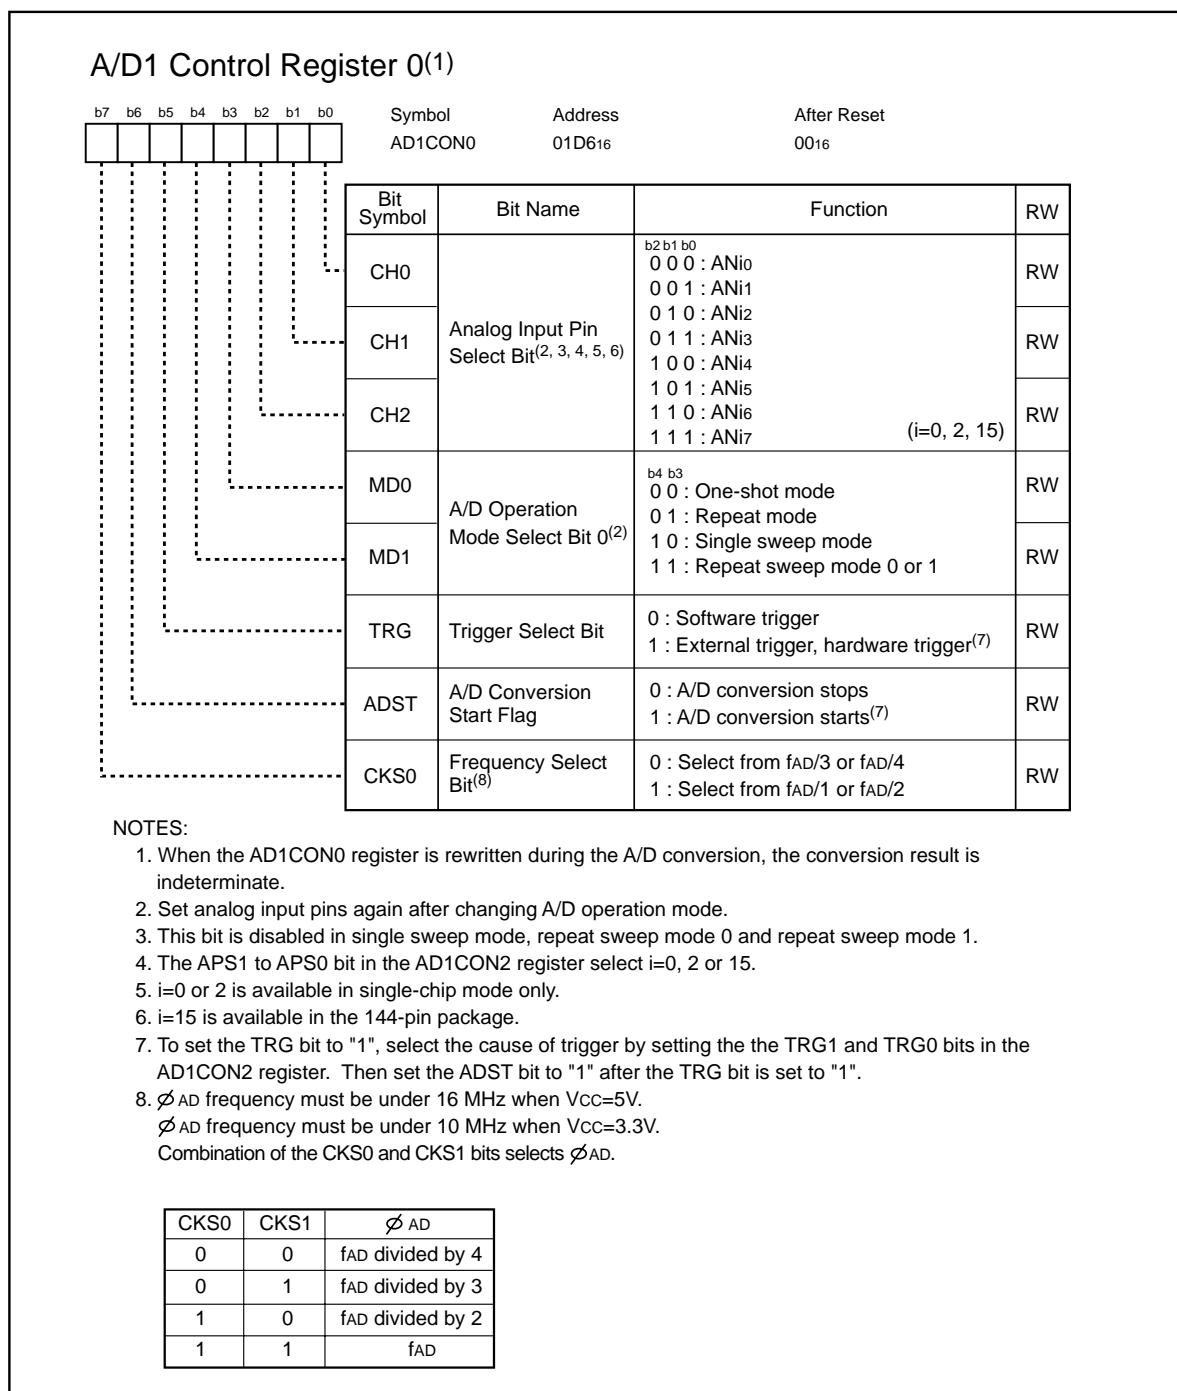 A/D1 Control Register 0(1)
b7 b6 b5 b4 b3 b2 b1 b0
Symbol Address After Reset
AD1CON0 01D616 0016
Bit Symbol Bit Name Function RW
b2 b1 b0
CH0 0 0 0 : ANi0 RW
0 0 1 : ANi1
0 1 0 : ANi2
CH1 Analog Input Pin 0 1 1 : ANi3 RW
Select Bit(2, 3, 4, 5, 6) 1 0 0 : ANi4
1 0 1 : ANi5
CH2 1 1 0 : ANi6 RW
1 1 1 : ANi7 (i=0, 2, 15)
b4 b3
MD0 0 0 : One-shot mode RW
A/D Operation 0 1 : Repeat mode
Mode Select Bit 0(2) 1 0 : Single sweep mode
MD1 1 1 : Repeat sweep mode 0 or 1 RW
TRG Trigger Select Bit 0 : Software trigger RW
1 : External trigger, hardware trigger(7)
ADST A/D Conversion 0 : A/D conversion stops RW
Start Flag 1 : A/D conversion starts(7)
CKS0 Frequency Select 0 : Select from fAD/3 or fAD/4 RW
Bit(8) 1 : Select from fAD/1 or fAD/2
NOTES:
1. When the AD1CON0 register is rewritten during the A/D conversion, the conversion result is
indeterminate.
2. Set analog input pins again after changing A/D operation mode.
3. This bit is disabled in single sweep mode, repeat sweep mode 0 and repeat sweep mode 1.
4. The APS1 to APS0 bit in the AD1CON2 register select i=0, 2 or 15.
5. i=0 or 2 is available in single-chip mode only.
6. i=15 is available in the 144-pin package.
7. To set the TRG bit to "1", select the cause of trigger by setting the the TRG1 and TRG0 bits in the
AD1CON2 register. Then set the ADST bit to "1" after the TRG bit is set to "1".
8. ØAD frequency must be under 16 MHz when VCC=5V.
ØAD frequency must be under 10 MHz when VCC=3.3V.
Combination of the CKS0 and CKS1 bits selects ØAD.
CKS0 CKS1 ØAD
0 0 fAD divided by 4
0 1 fAD divided by 3
1 0 fAD divided by 2
1 1 fAD